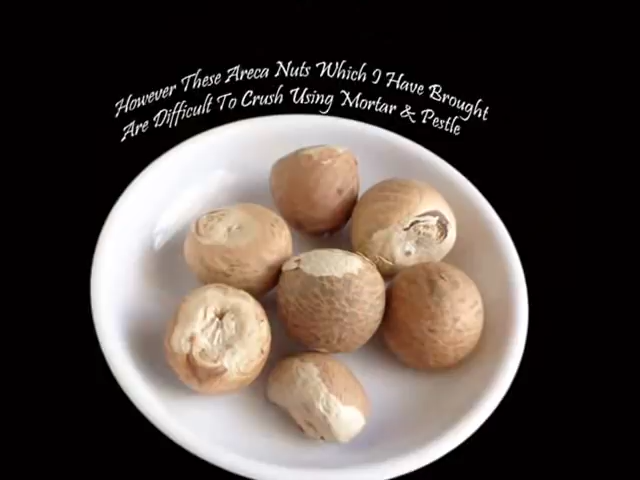 However These Areca Nuts Which I Have Brought
Are Difficult To Crush Using Mortar & Pestle